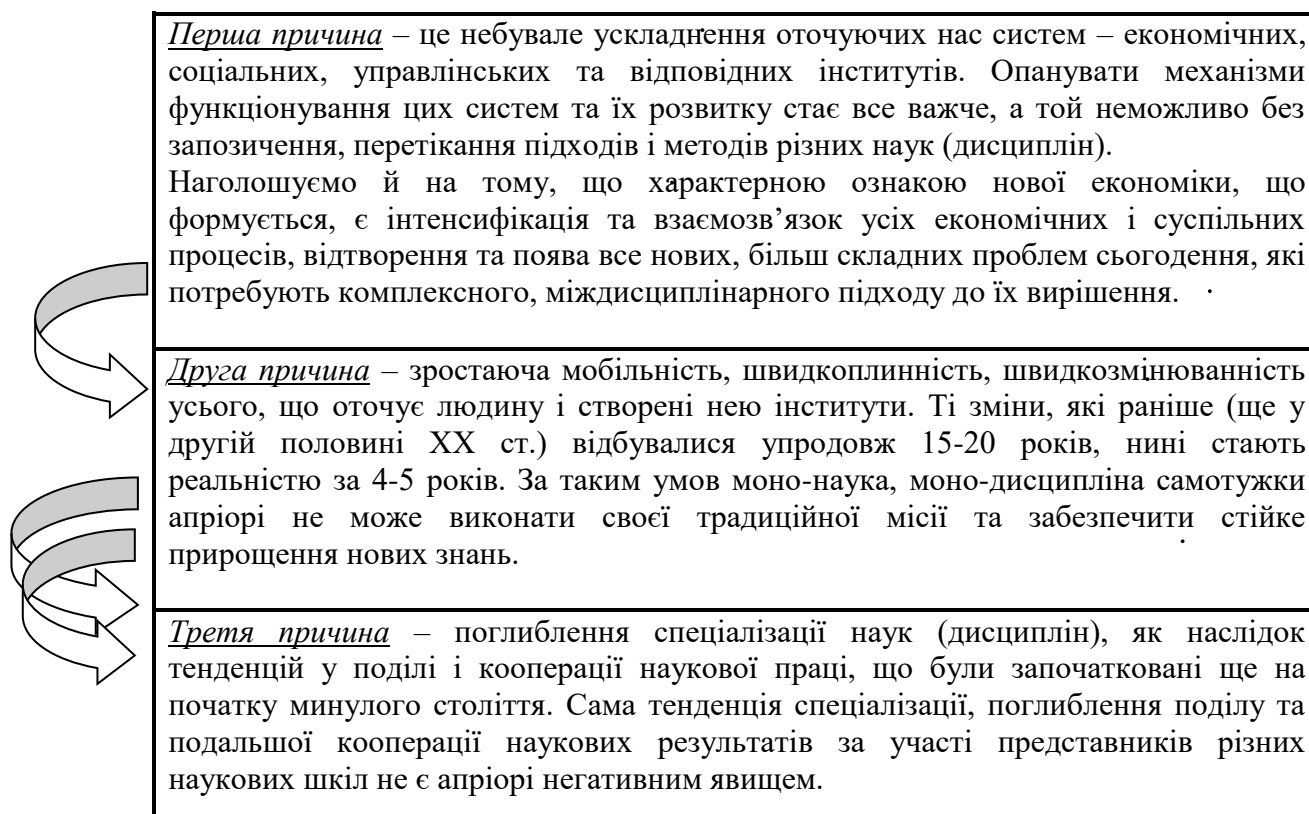 Перша причина – це небувале ускладнення оточуючих нас систем – економічних,
соціальних, управлінських та відповідних інститутів. Опанувати механізми
функціонування цих систем та їх розвитку стає все важче, а той неможливо без
запозичення, перетікання підходів і методів різних наук (дисциплін).
Наголошуємо й на тому, що характерною ознакою нової економіки, що
формується, є інтенсифікація та взаємозв’язок усіх економічних і суспільних
процесів, відтворення та поява все нових, більш складних проблем сьогодення, які
потребують комплексного, міждисциплінарного підходу до їх вирішення.
Друга причина – зростаюча мобільність, швидкоплинність, швидкозмінюванність
усього, що оточує людину і створені нею інститути. Ті зміни, які раніше (ще у
другій половині ХХ ст.) відбувалися упродовж 15-20 років, нині стають
реальністю за 4-5 років. За таким умов моно-наука, моно-дисципліна самотужки
апріорі не може виконати своєї традиційної місії та забезпечити стійке
прирощення нових знань.
Третя причина – поглиблення спеціалізації наук (дисциплін), як наслідок
тенденцій у поділі і кооперації наукової праці, що були започатковані ще на
початку минулого століття. Сама тенденція спеціалізації, поглиблення поділу та
подальшої кооперації наукових результатів за участі представників різних
наукових шкіл не є апріорі негативним явищем.